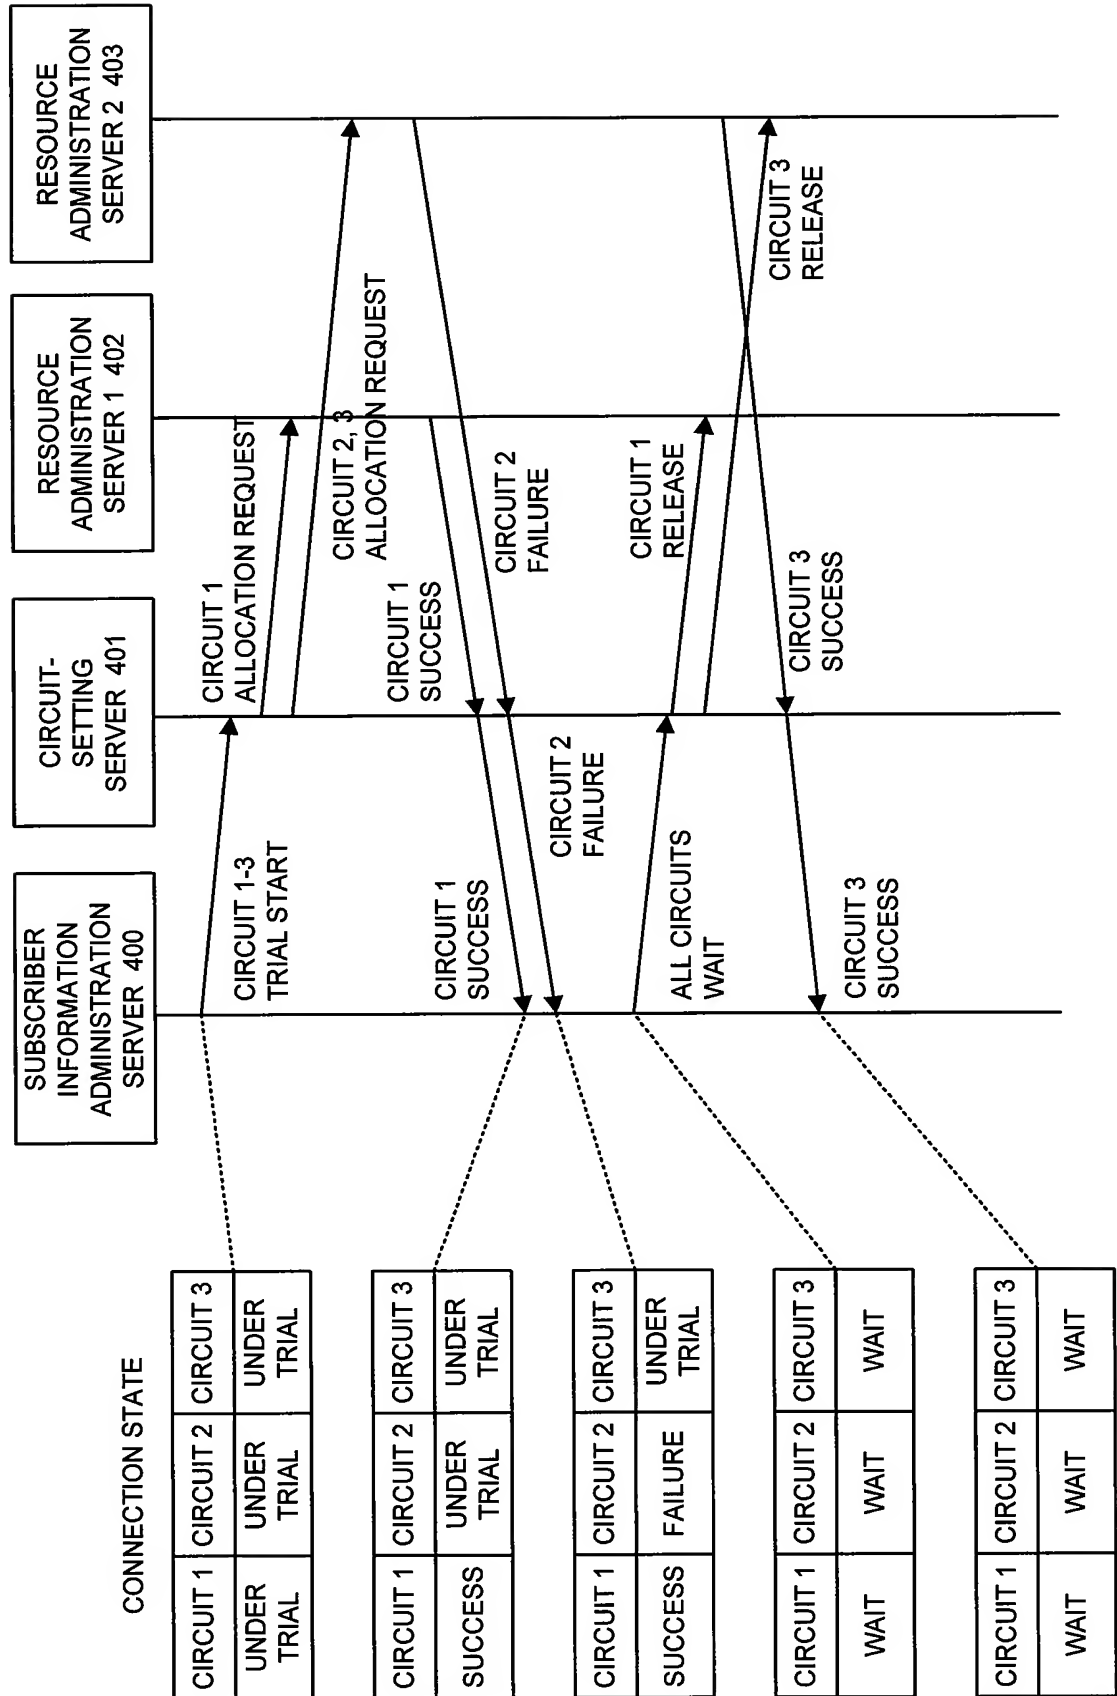 CONNECTION STATE
SUBSCRIBER
INFORMATION
ADMINISTRATION
SERVER 400
CIRCUIT-
SETTING
SERVER 401
RESOURCE
ADMINISTRATION
SERVER 1 402
RESOURCE
ADMINISTRATION
SERVER 2 403
CIRCUIT 1 CIRCUIT 2 CIRCUIT 3
UNDER UNDER UNDER
TRIAL TRIAL TRIAL
CIRCUIT 1-3
TRIAL START
CIRCUIT 1
ALLOCATION REQUEST
CIRCUIT 2, 3
ALLOCATION REQUEST
CIRCUIT 1 CIRCUIT 2 CIRCUIT 3
SUCCESS UNDER UNDER
TRIAL TRIAL
CIRCUIT 1
SUCCESS
CIRCUIT 1
SUCCESS
CIRCUIT 2
FAILURE
CIRCUIT 1 CIRCUIT 2 CIRCUIT 3
SUCCESS FAILURE UNDER
TRIAL
CIRCUIT 2
FAILURE
CIRCUIT 1
RELEASE
ALL CIRCUITS
WAIT
CIRCUIT 3
RELEASE
CIRCUIT 1 CIRCUIT 2 CIRCUIT 3
WAIT WAIT WAIT
CIRCUIT 3
SUCCESS
CIRCUIT 3
SUCCESS
CIRCUIT 1 CIRCUIT 2 CIRCUIT 3
WAIT WAIT WAIT